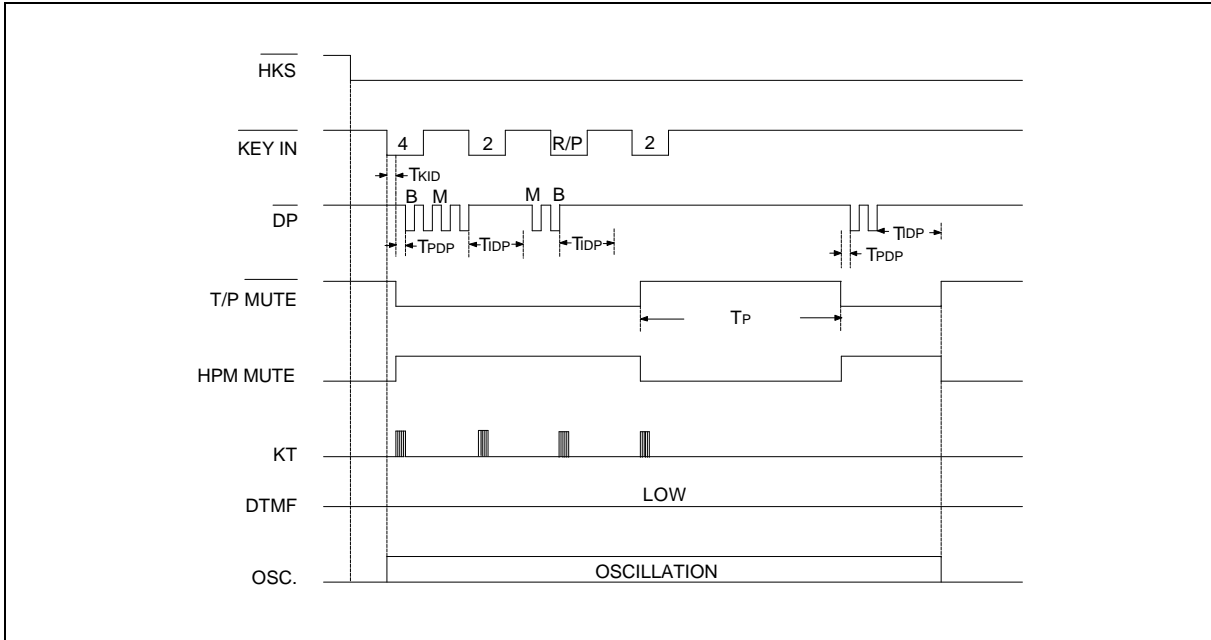 HKS
KEY IN
4 2 R/P 2
TKID
B M M B
DP
TPDP TIDP TIDP TPDP TIDP
T/P MUTE
TP
HPM MUTE
KT
LOW
DTMF
OSCILLATION
OSC.